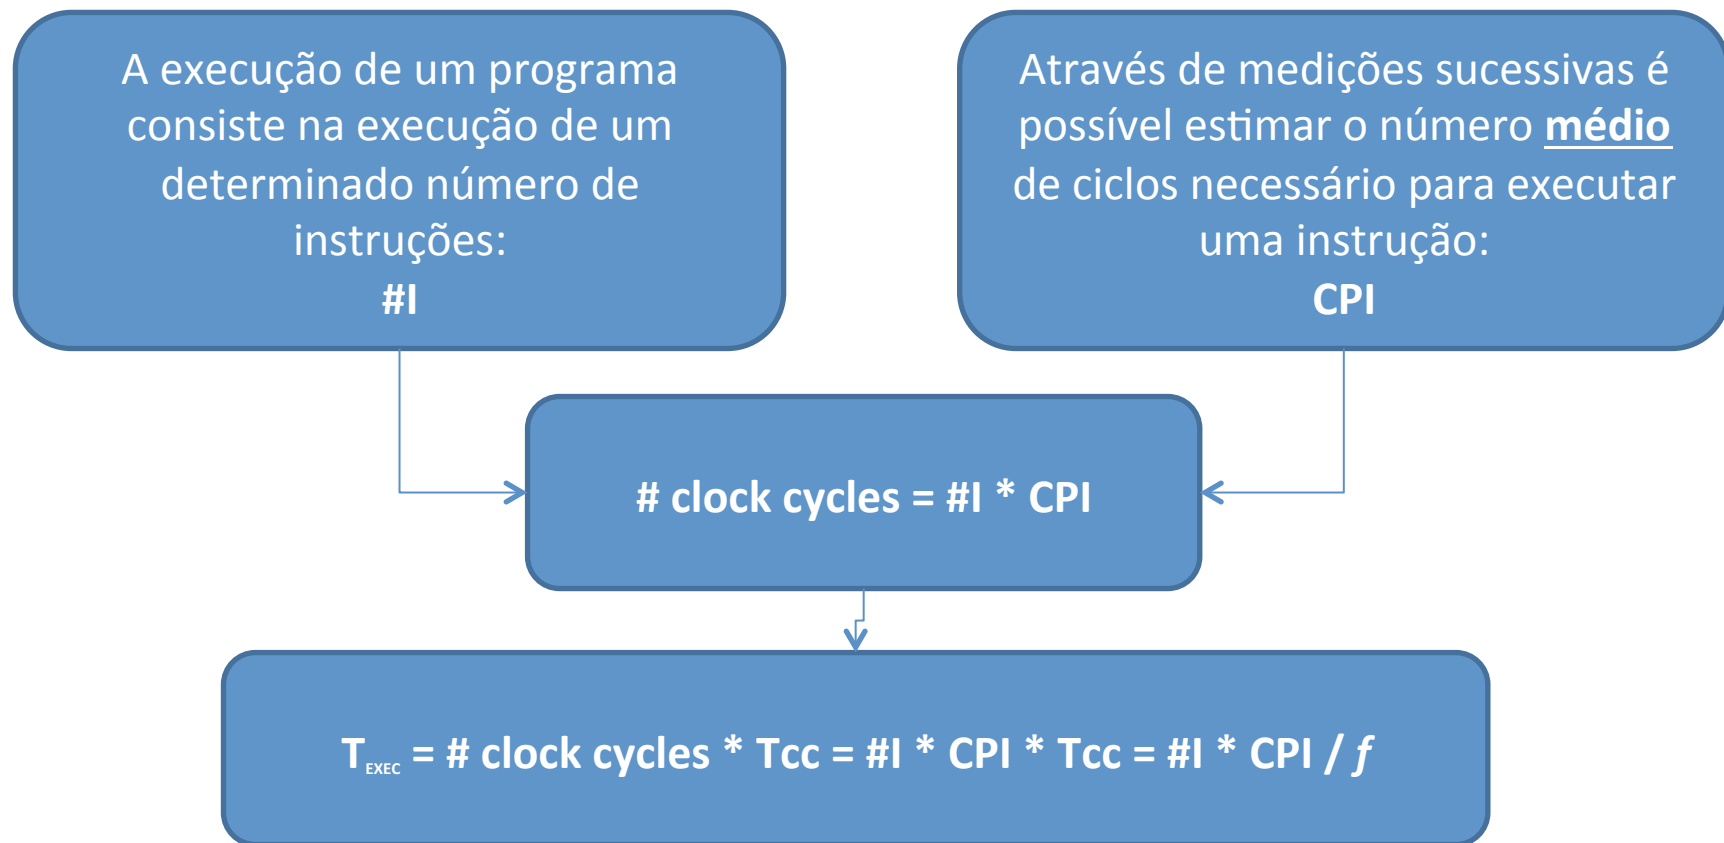 A execução de um programa
consiste na execução de um
determinado número de
instruções:
#I
Através de medições sucessivas é
possível estimar o número médio
de ciclos necessário para executar
uma instrução:
CPI
# clock cycles = #I * CPI
TEXEC = # clock cycles * Tcc = #I * CPI * Tcc = #I * CPI / f